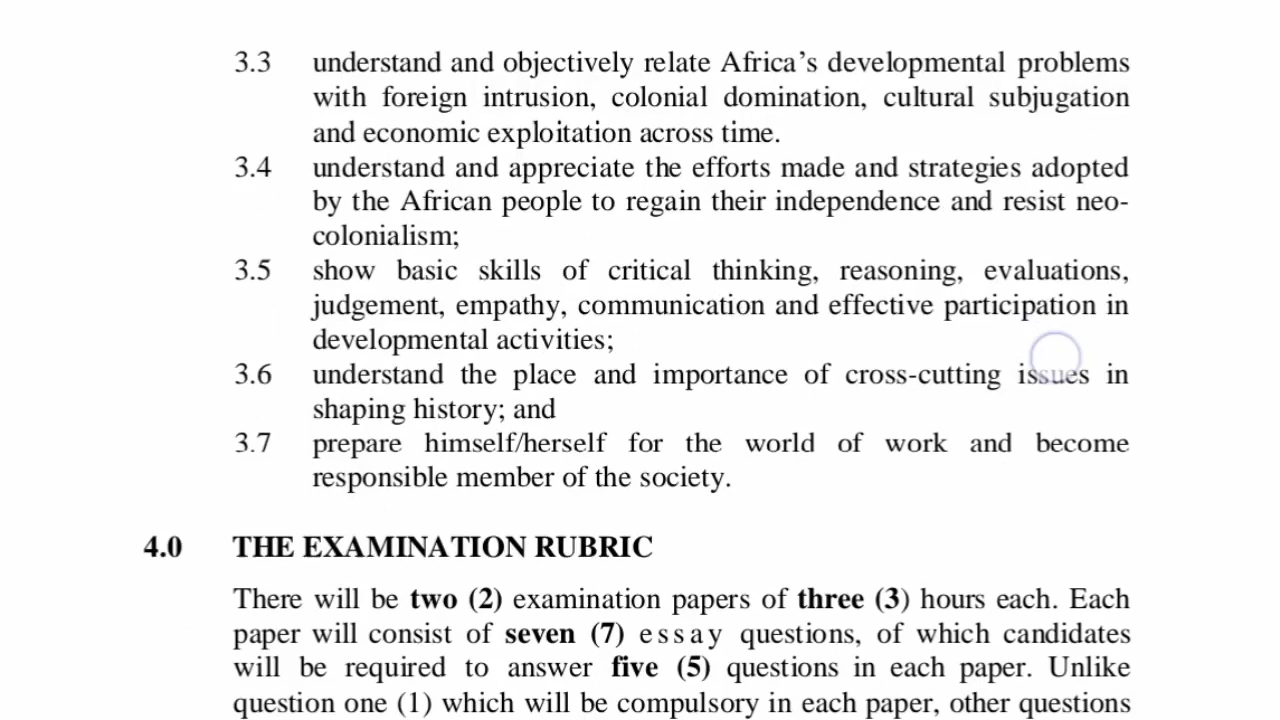 3.3 understand and objectively relate Africa’s developmental problems
with foreign intrusion, colonial domination, cultural subjugation
and economic exploitation across time.
3.4 understand and appreciate the efforts made and strategies adopted
by the African people to regain their independence and resist neo-
colonialism;
3.5 show basic skills of critical thinking, reasoning, evaluations,
judgement, empathy, communication and effective participation in
developmental activities;
3.6 understand the place and importance of cross-cutting issues in
shaping history; and
3.7 prepare himself/herself for the world of work and become
responsible member of the society.
4.0 THE EXAMINATION RUBRIC
There will be two (2) examination papers of three (3) hours each. Each
paper will consist of seven (7) essay questions, of which candidates
will be required to answer five (5) questions in each paper. Unlike
question one (1) which will be compulsory in each paper, other questions